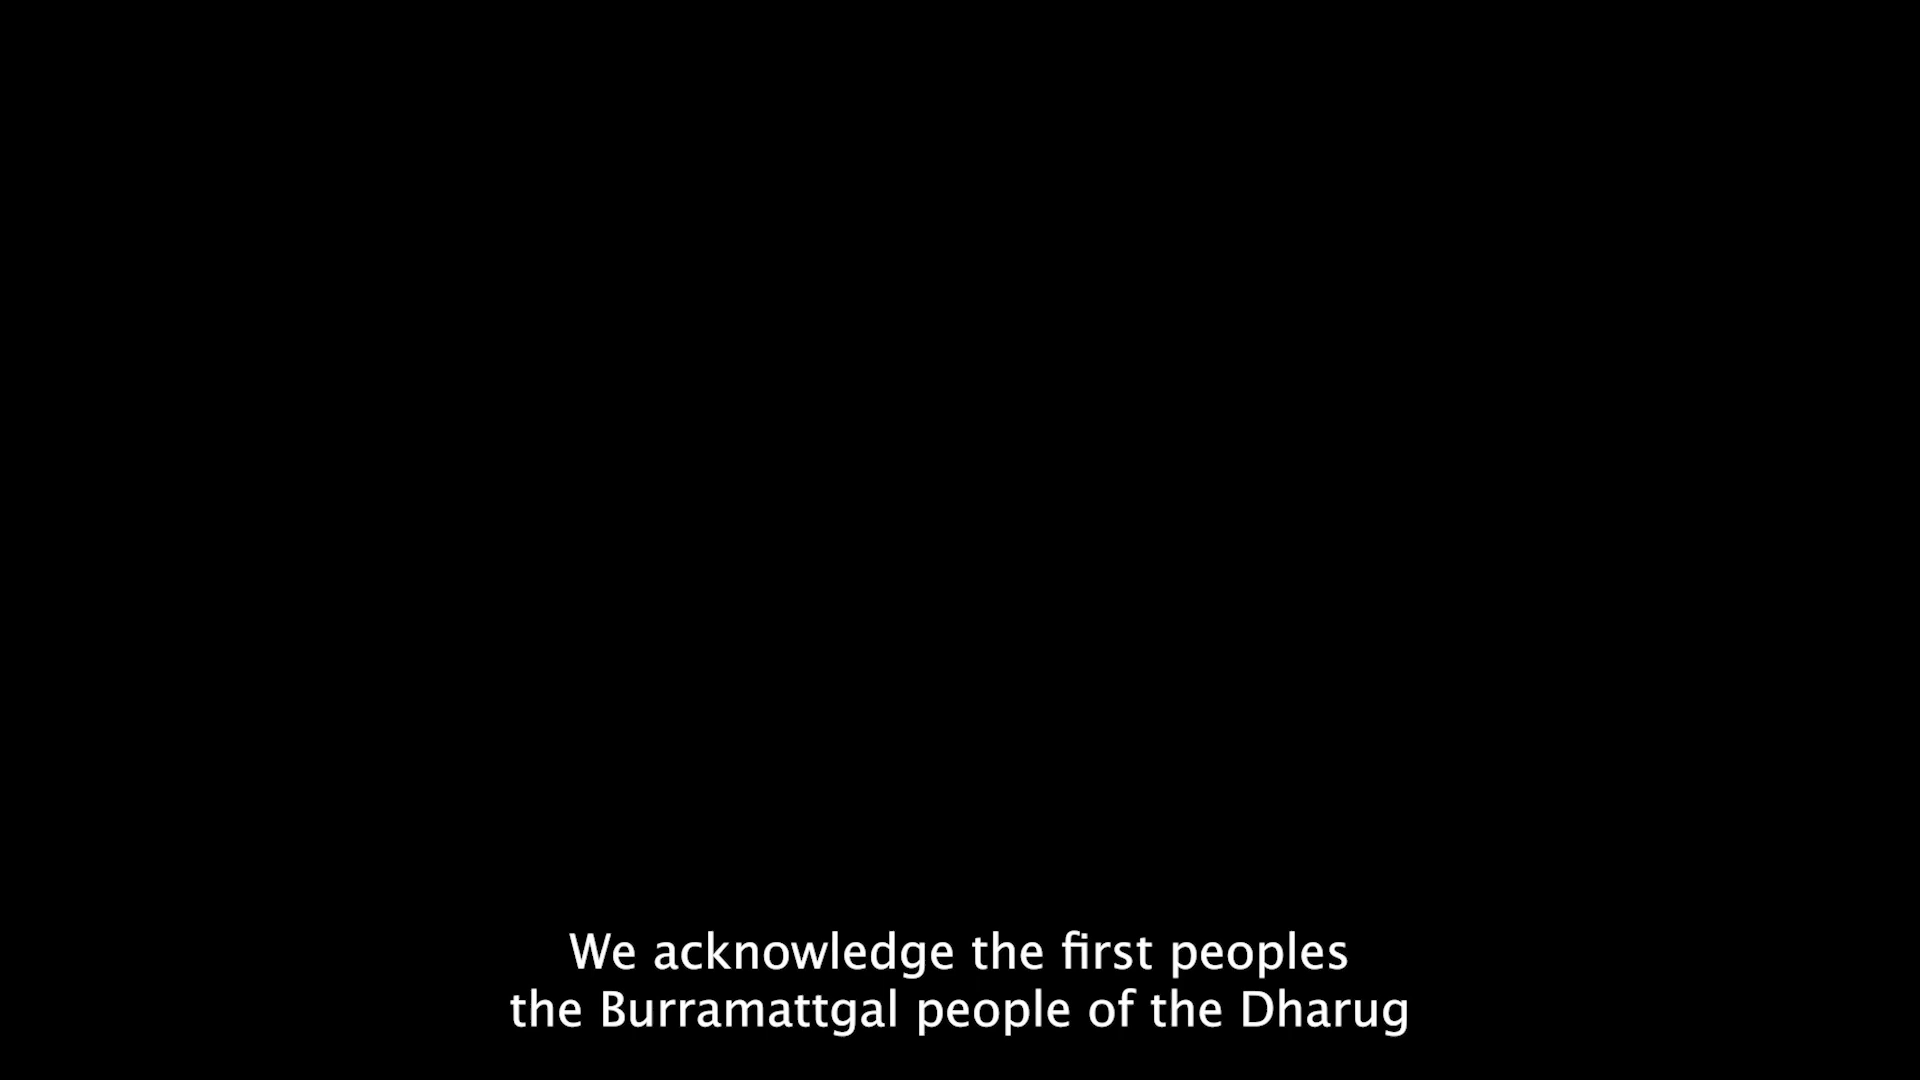 We acknowledge the first peoples
the Burramattgal people of the Dharug